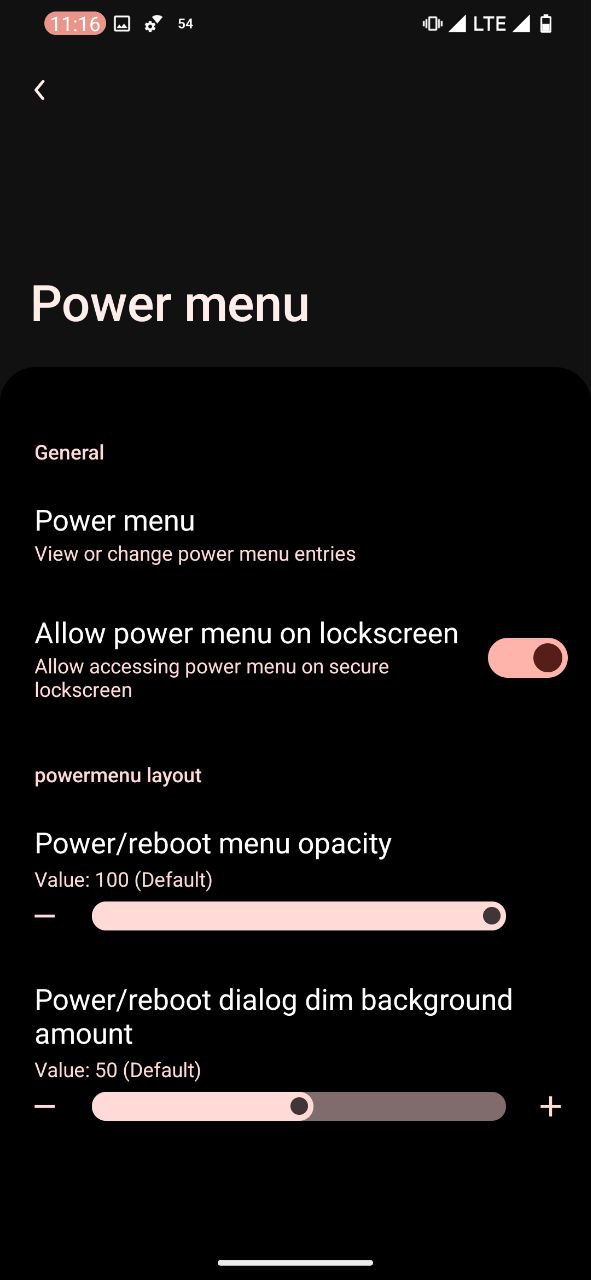 11:16 54 LTE
Power menu
General
Power menu
View or change power menu entries
Allow power menu on lockscreen
Allow accessing power menu on secure
lockscreen
powermenu layout
Power/reboot menu opacity
Value: 100 (Default)
Power/reboot dialog dim background
amount
Value: 50 (Default)